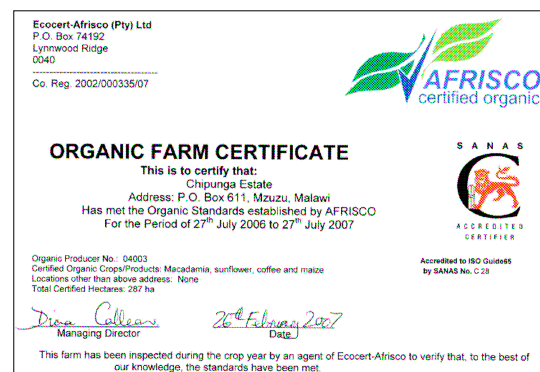 Ecocert-Afrisco (Pty) Ltd
P.O. Box 74192
Lynnwood Ridge
0040
Co. Reg. 2002/000335/07
AFRISCO
certified organic
ORGANIC FARM CERTIFICATE
This is to certify that:
Chipunga Estate
Address: P.O. Box 611, Mzuzu, Malawi
Has met the Organic Standards established by AFRISCO
For the Period of 27th July 2006 to 27th July 2007
SANAS
ACCREDITED
CERTIFIER
Accredited to ISO Guide65
by SANAS No. C 28
Organic Producer No.: 04003
Certified Organic Crops/Products: Macadamia, sunflower, coffee and maize
Locations other than above address: None
Total Certified Hectares: 287 ha
Dina Callear
26th February 2007
Managing Director
Date
This farm has been inspected during the crop year by an agent of Ecocert-Afrisco to verify that, to the best of
our knowledge, the standards have been met.